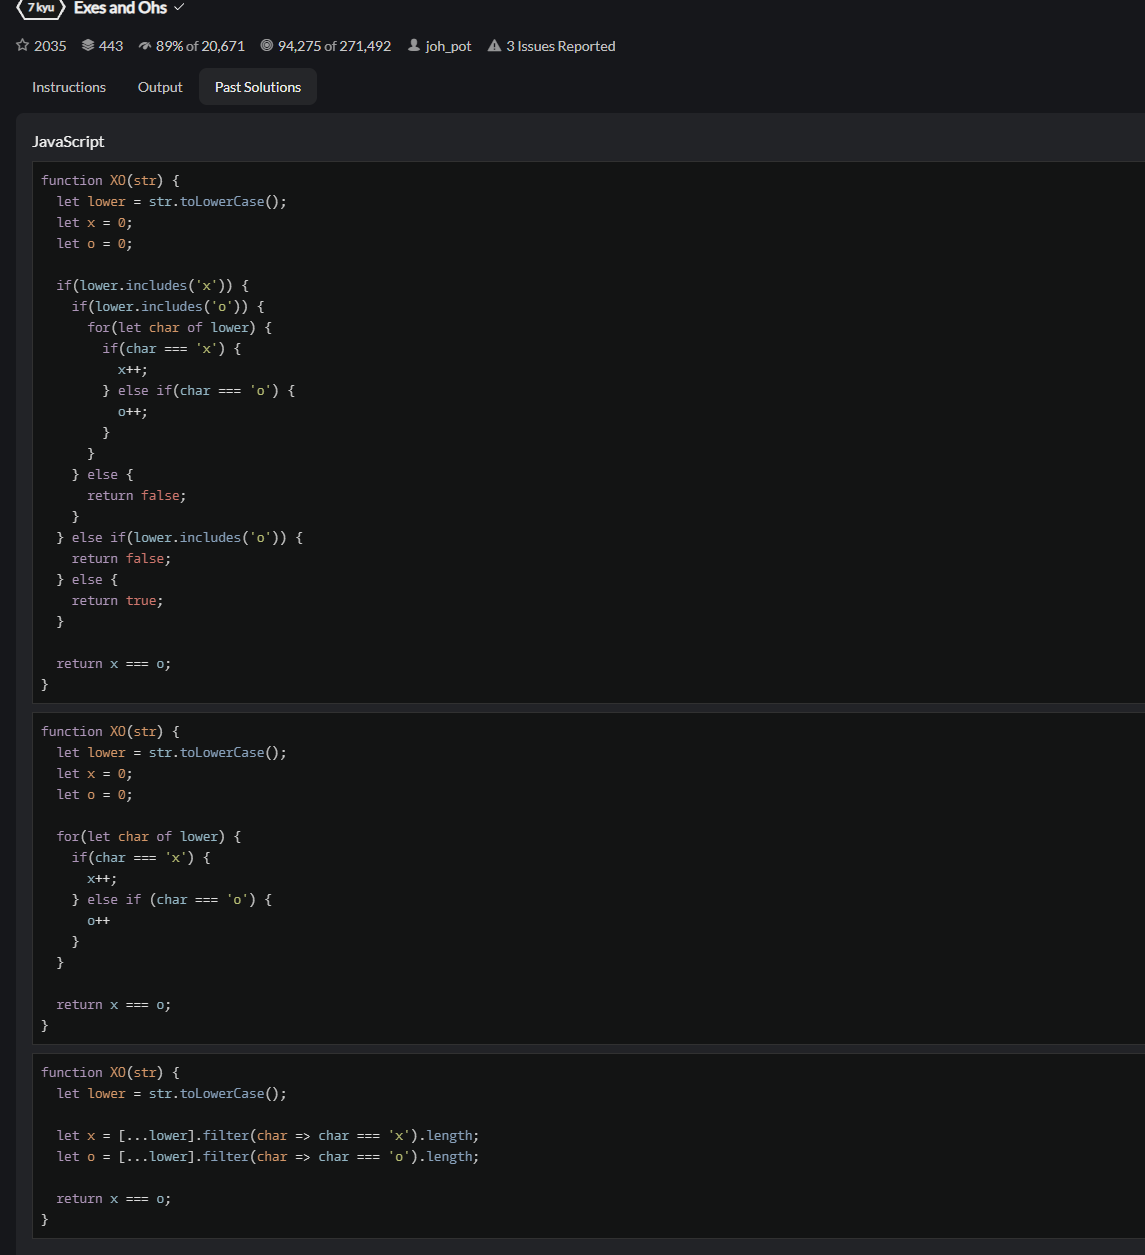 7 kyu Exes and Ohs
2035 443 89% of 20,671 94,275 of 271,492 joh_pot 3 Issues Reported
Instructions Output Past Solutions
JavaScript
function XO(str) {
  let lower = str.toLowerCase();
  let x = 0;
  let o = 0;

  if(lower.includes('x')) {
    if(lower.includes('o')) {
      for(let char of lower) {
        if(char === 'x') {
          x++;
        } else if(char === 'o') {
          o++;
        }
      }
    } else {
      return false;
    }
  } else if(lower.includes('o')) {
    return false;
  } else {
    return true;
  }

  return x === o;
}
function XO(str) {
  let lower = str.toLowerCase();
  let x = 0;
  let o = 0;

  for(let char of lower) {
    if(char === 'x') {
      x++;
    } else if (char === 'o') {
      o++
    }
  }

  return x === o;
}
function XO(str) {
  let lower = str.toLowerCase();

  let x = [...lower].filter(char => char === 'x').length;
  let o = [...lower].filter(char => char === 'o').length;

  return x === o;
}